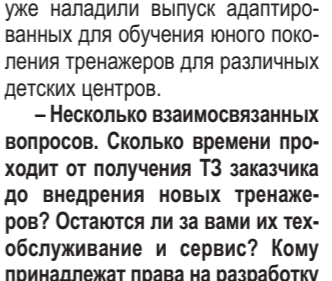 уже наладили выпуск адаптиро-
ванных для обучения юного поко-
ления тренажеров для различных
детских центров.
– Несколько взаимосвязанных
вопросов. Сколько времени про-
ходит от получения ТЗ заказчика
до внедрения новых тренаже-
ров? Остаются ли за вами их тех-
обслуживание и сервис? Кому
принадлежат права на разработку